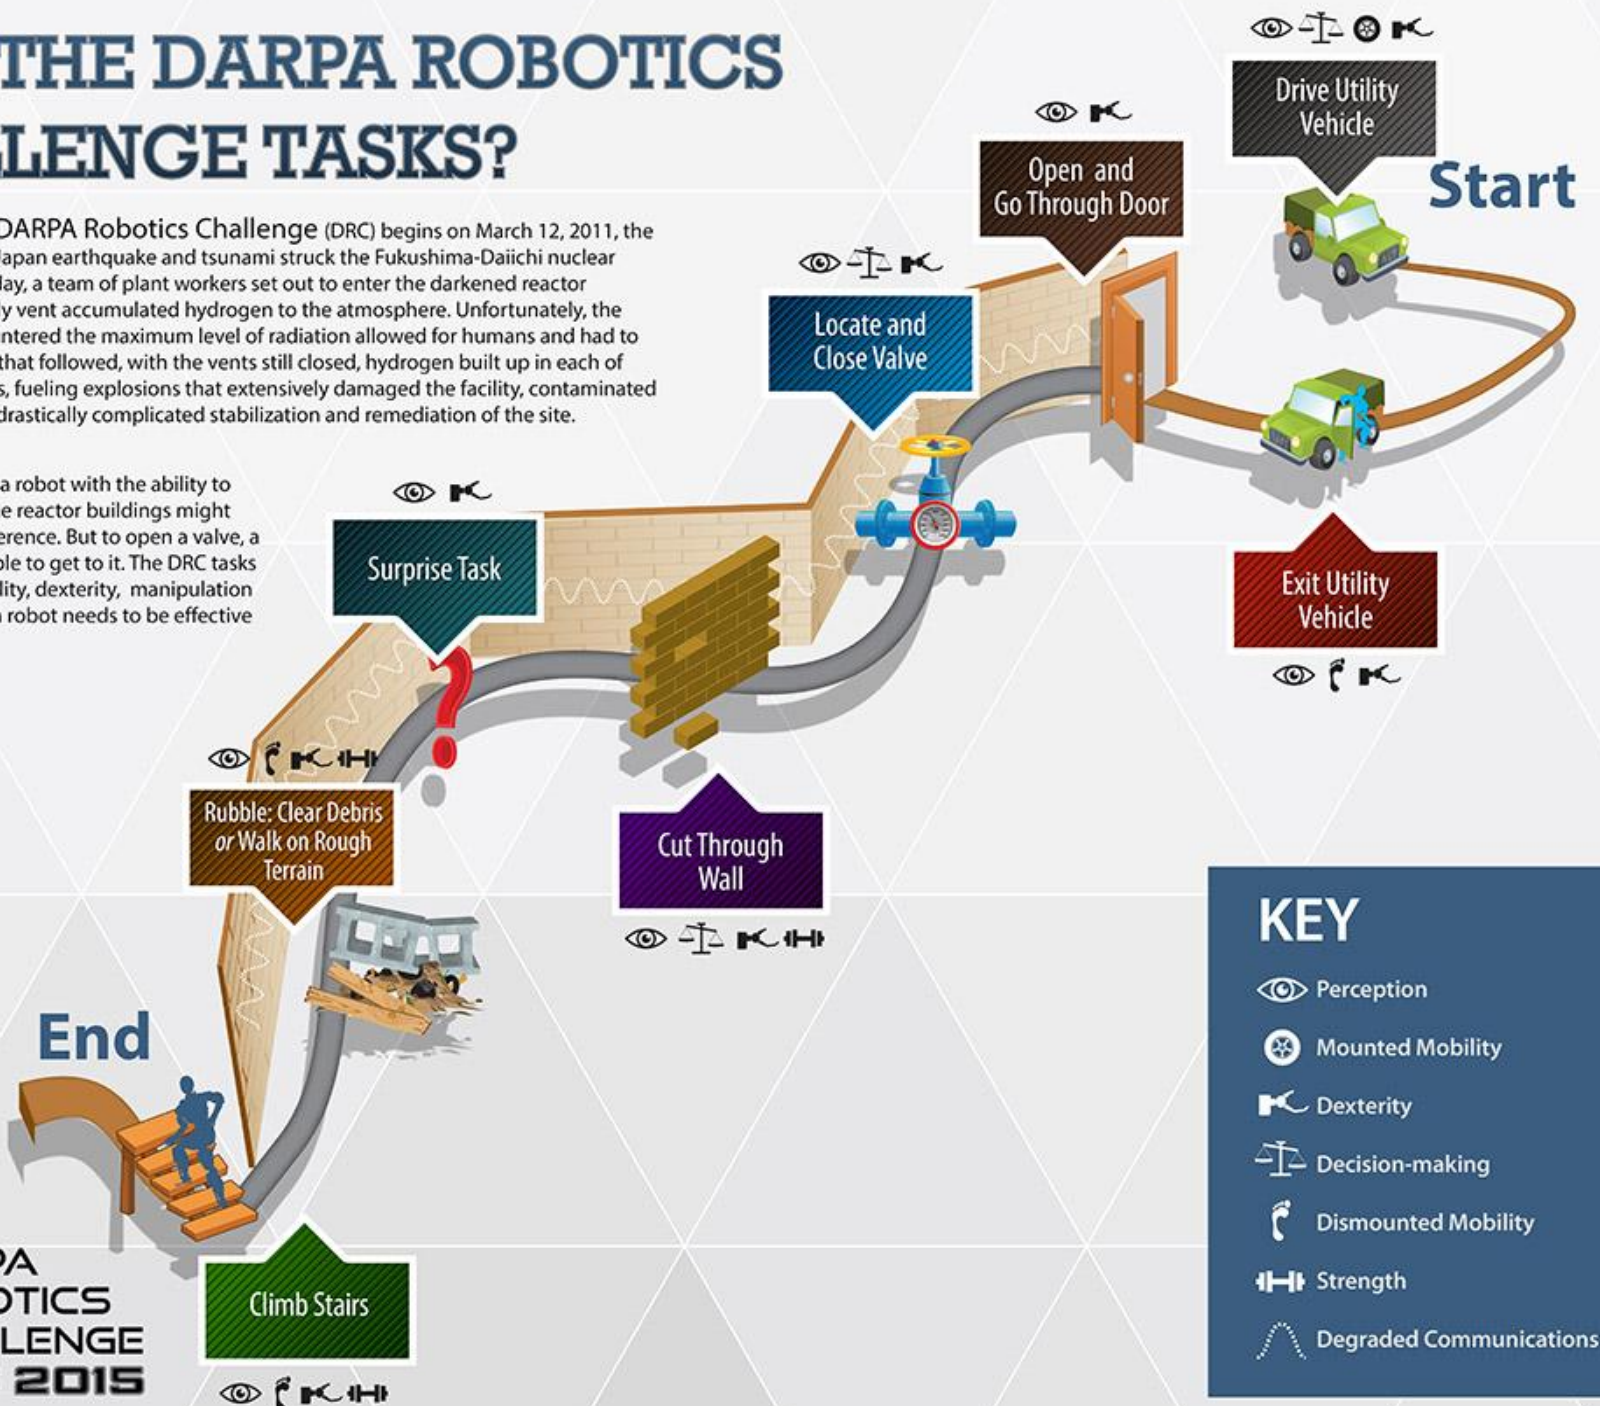 THE DARPA ROBOTICS
LENGE TASKS?
DARPA Robotics Challenge (DRC) begins on March 12, 2011, the
Japan earthquake and tsunami struck the Fukushima-Daiichi nuclear
a team of plant workers set out to enter the darkened reactor
vent accumulated hydrogen to the atmosphere. Unfortunately, the
the maximum level of radiation allowed for humans and had to
that followed, with the vents still closed, hydrogen built up in each of
fueling explosions that extensively damaged the facility, contaminated
drastically complicated stabilization and remediation of the site.
a robot with the ability to
reactor buildings might
But to open a valve, a
to get to it. The DRC tasks
dexterity, manipulation
robot needs to be effective
Drive Utility
Vehicle
Start
Open and
Go Through Door
Locate and
Close Valve
Exit Utility
Vehicle
Surprise Task
Cut Through
Wall
Rubble: Clear Debris
or Walk on Rough
Terrain
End
Climb Stairs
PA
OTICS
LENGE
2015
KEY
Perception
Mounted Mobility
Dexterity
Decision-making
Dismounted Mobility
Strength
Degraded Communications